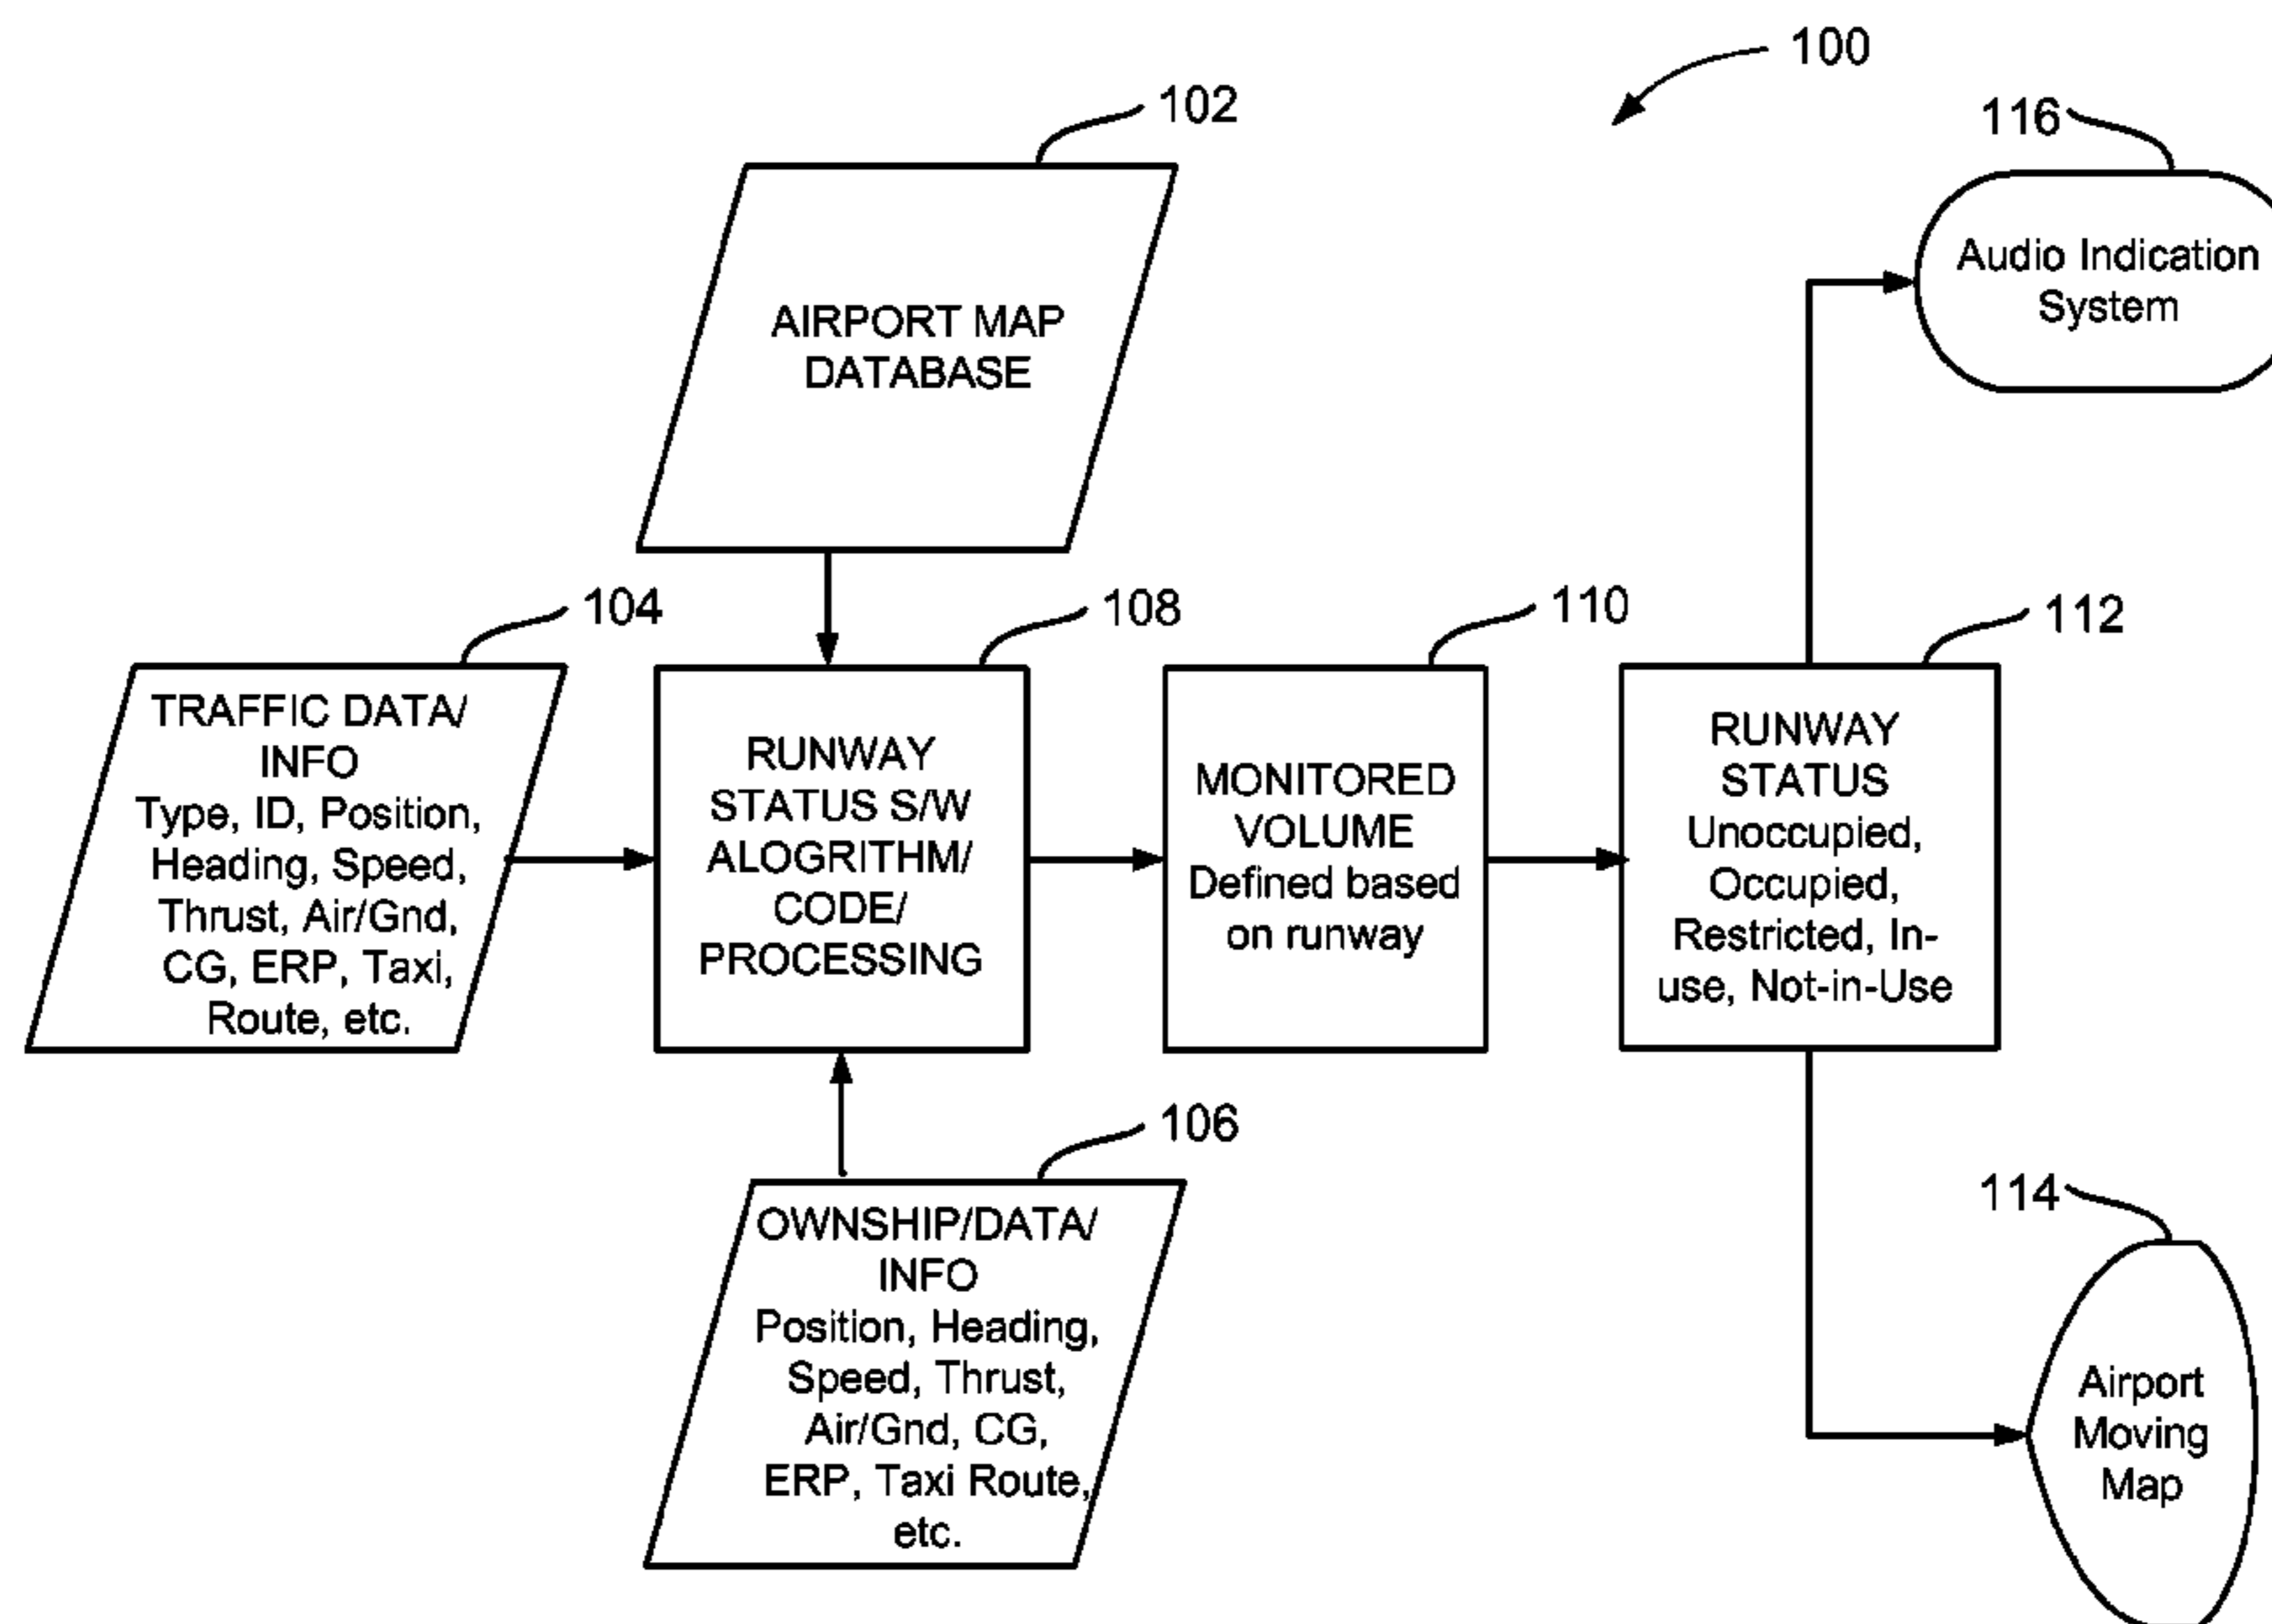 100
102
116
AIRPORT MAP
DATABASE
Audio Indication
System
104
108
110
112
TRAFFIC DATA/
INFO
Type, ID, Position,
Heading, Speed,
Thrust, Air/Gnd,
CG, ERP, Taxi,
Route, etc.
RUNWAY
STATUS S/W
ALOGRITHM/
CODE/
PROCESSING
MONITORED
VOLUME
Defined based
on runway
RUNWAY
STATUS
Unoccupied,
Occupied,
Restricted, In-
use, Not-in-Use
106
OWNSHIP/DATA/
INFO
Position, Heading,
Speed, Thrust,
Air/Gnd, CG,
ERP, Taxi Route,
etc.
114
Airport
Moving
Map